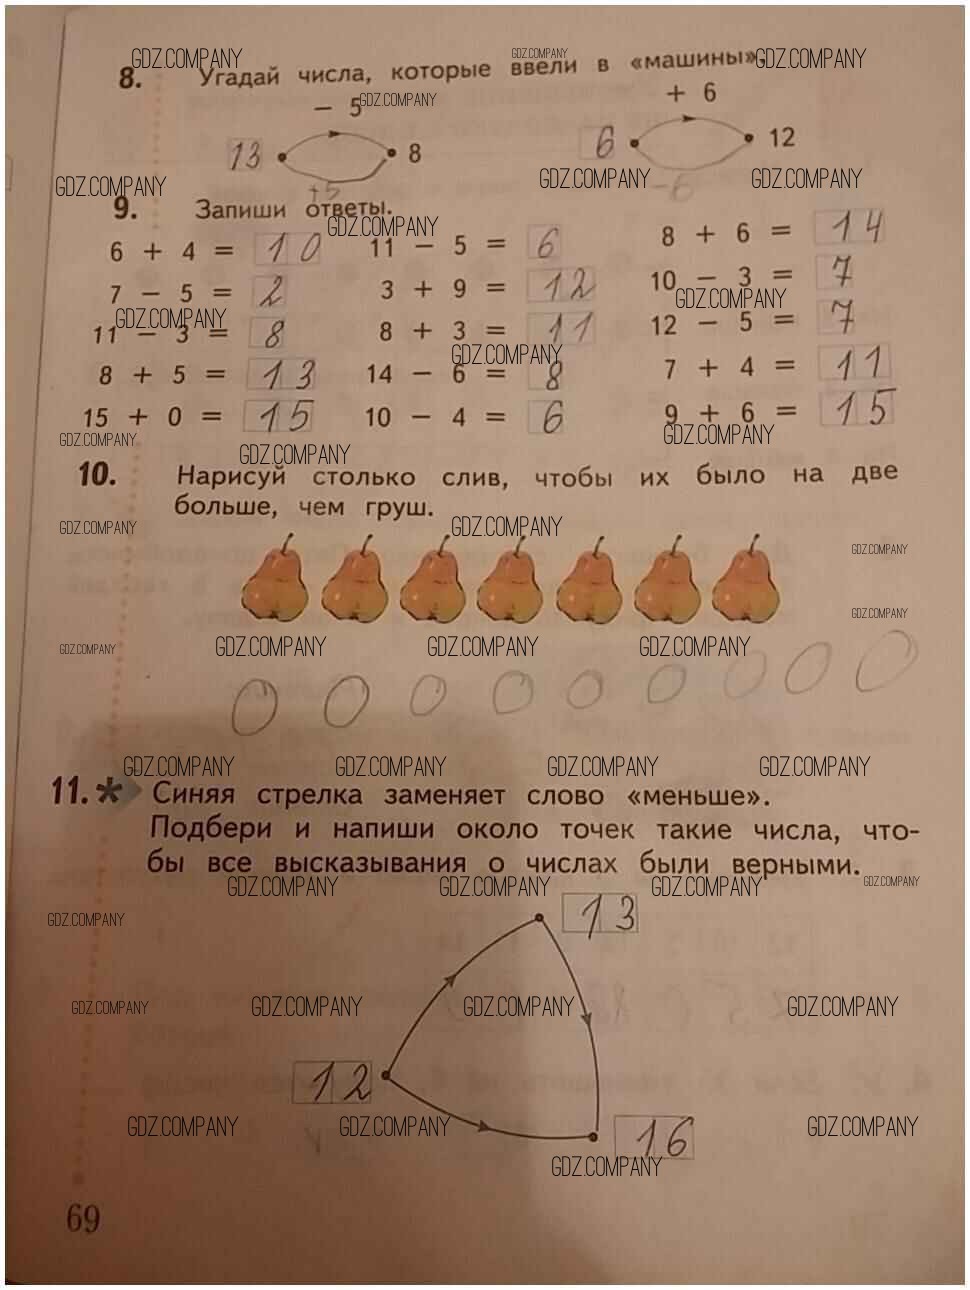 8. Угадай числа, которые ввели в «машины».
− 5 + 6
13 8 6 12
+5 −6
9. Запиши ответы.
6 + 4 = 10 11 − 5 = 6 8 + 6 = 14
7 − 5 = 2 3 + 9 = 12 10 − 3 = 7
11 − 3 = 8 8 + 3 = 11 12 − 5 = 7
8 + 5 = 13 14 − 6 = 8 7 + 4 = 11
15 + 0 = 15 10 − 4 = 6 9 + 6 = 15
10. Нарисуй столько слив, чтобы их было на две
больше, чем груш.
11.* Синяя стрелка заменяет слово «меньше».
Подбери и напиши около точек такие числа, что-
бы все высказывания о числах были верными.
13
12
16
69
GDZ.COMPANY